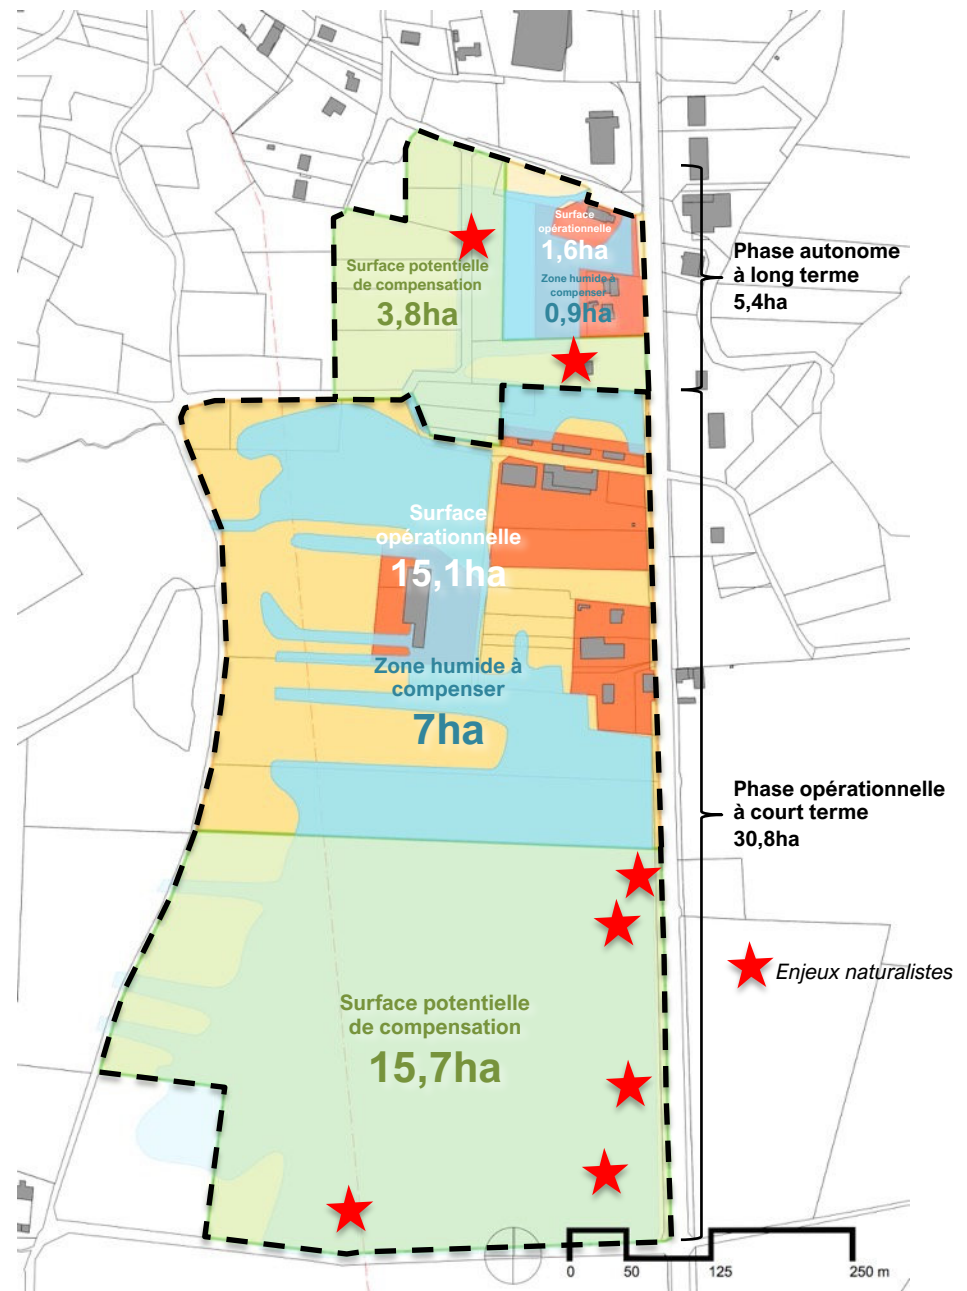 Surface
opérationnelle
1,6ha
Zone humide à
compenser
0,9ha
Surface potentielle
de compensation
3,8ha
Phase autonome
à long terme
5,4ha
Surface
opérationnelle
15,1ha
Zone humide à
compenser
7ha
Phase opérationnelle
à court terme
30,8ha
Enjeux naturalistes
Surface potentielle
de compensation
15,7ha
0 50 125 250 m